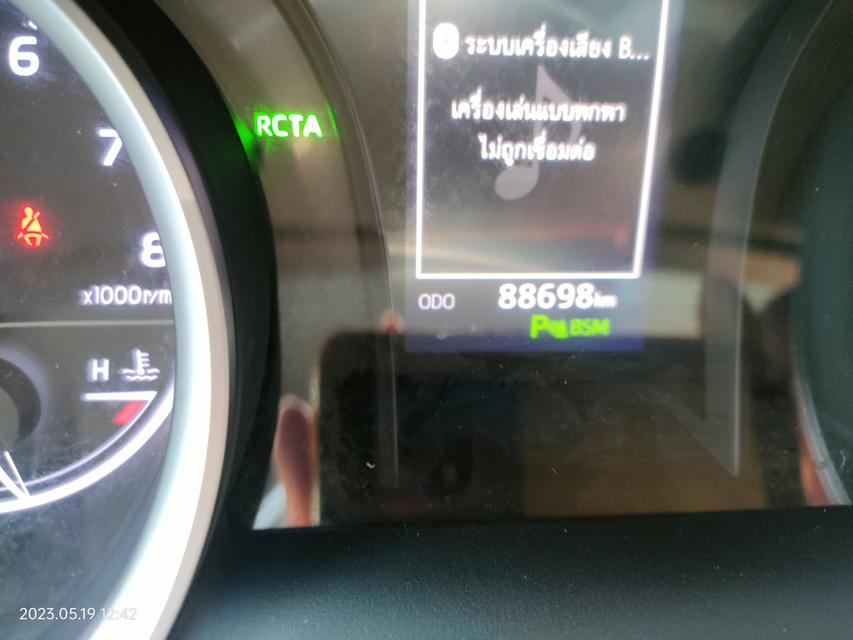 6
7
8
x1000r/m
H
RCTA
ระบบเครื่องเสียง B...
เครื่องเล่นแบบพกพา
ไม่ถูกเชื่อมต่อ
ODO 88698km
P BSM
2023.05.19 12:42